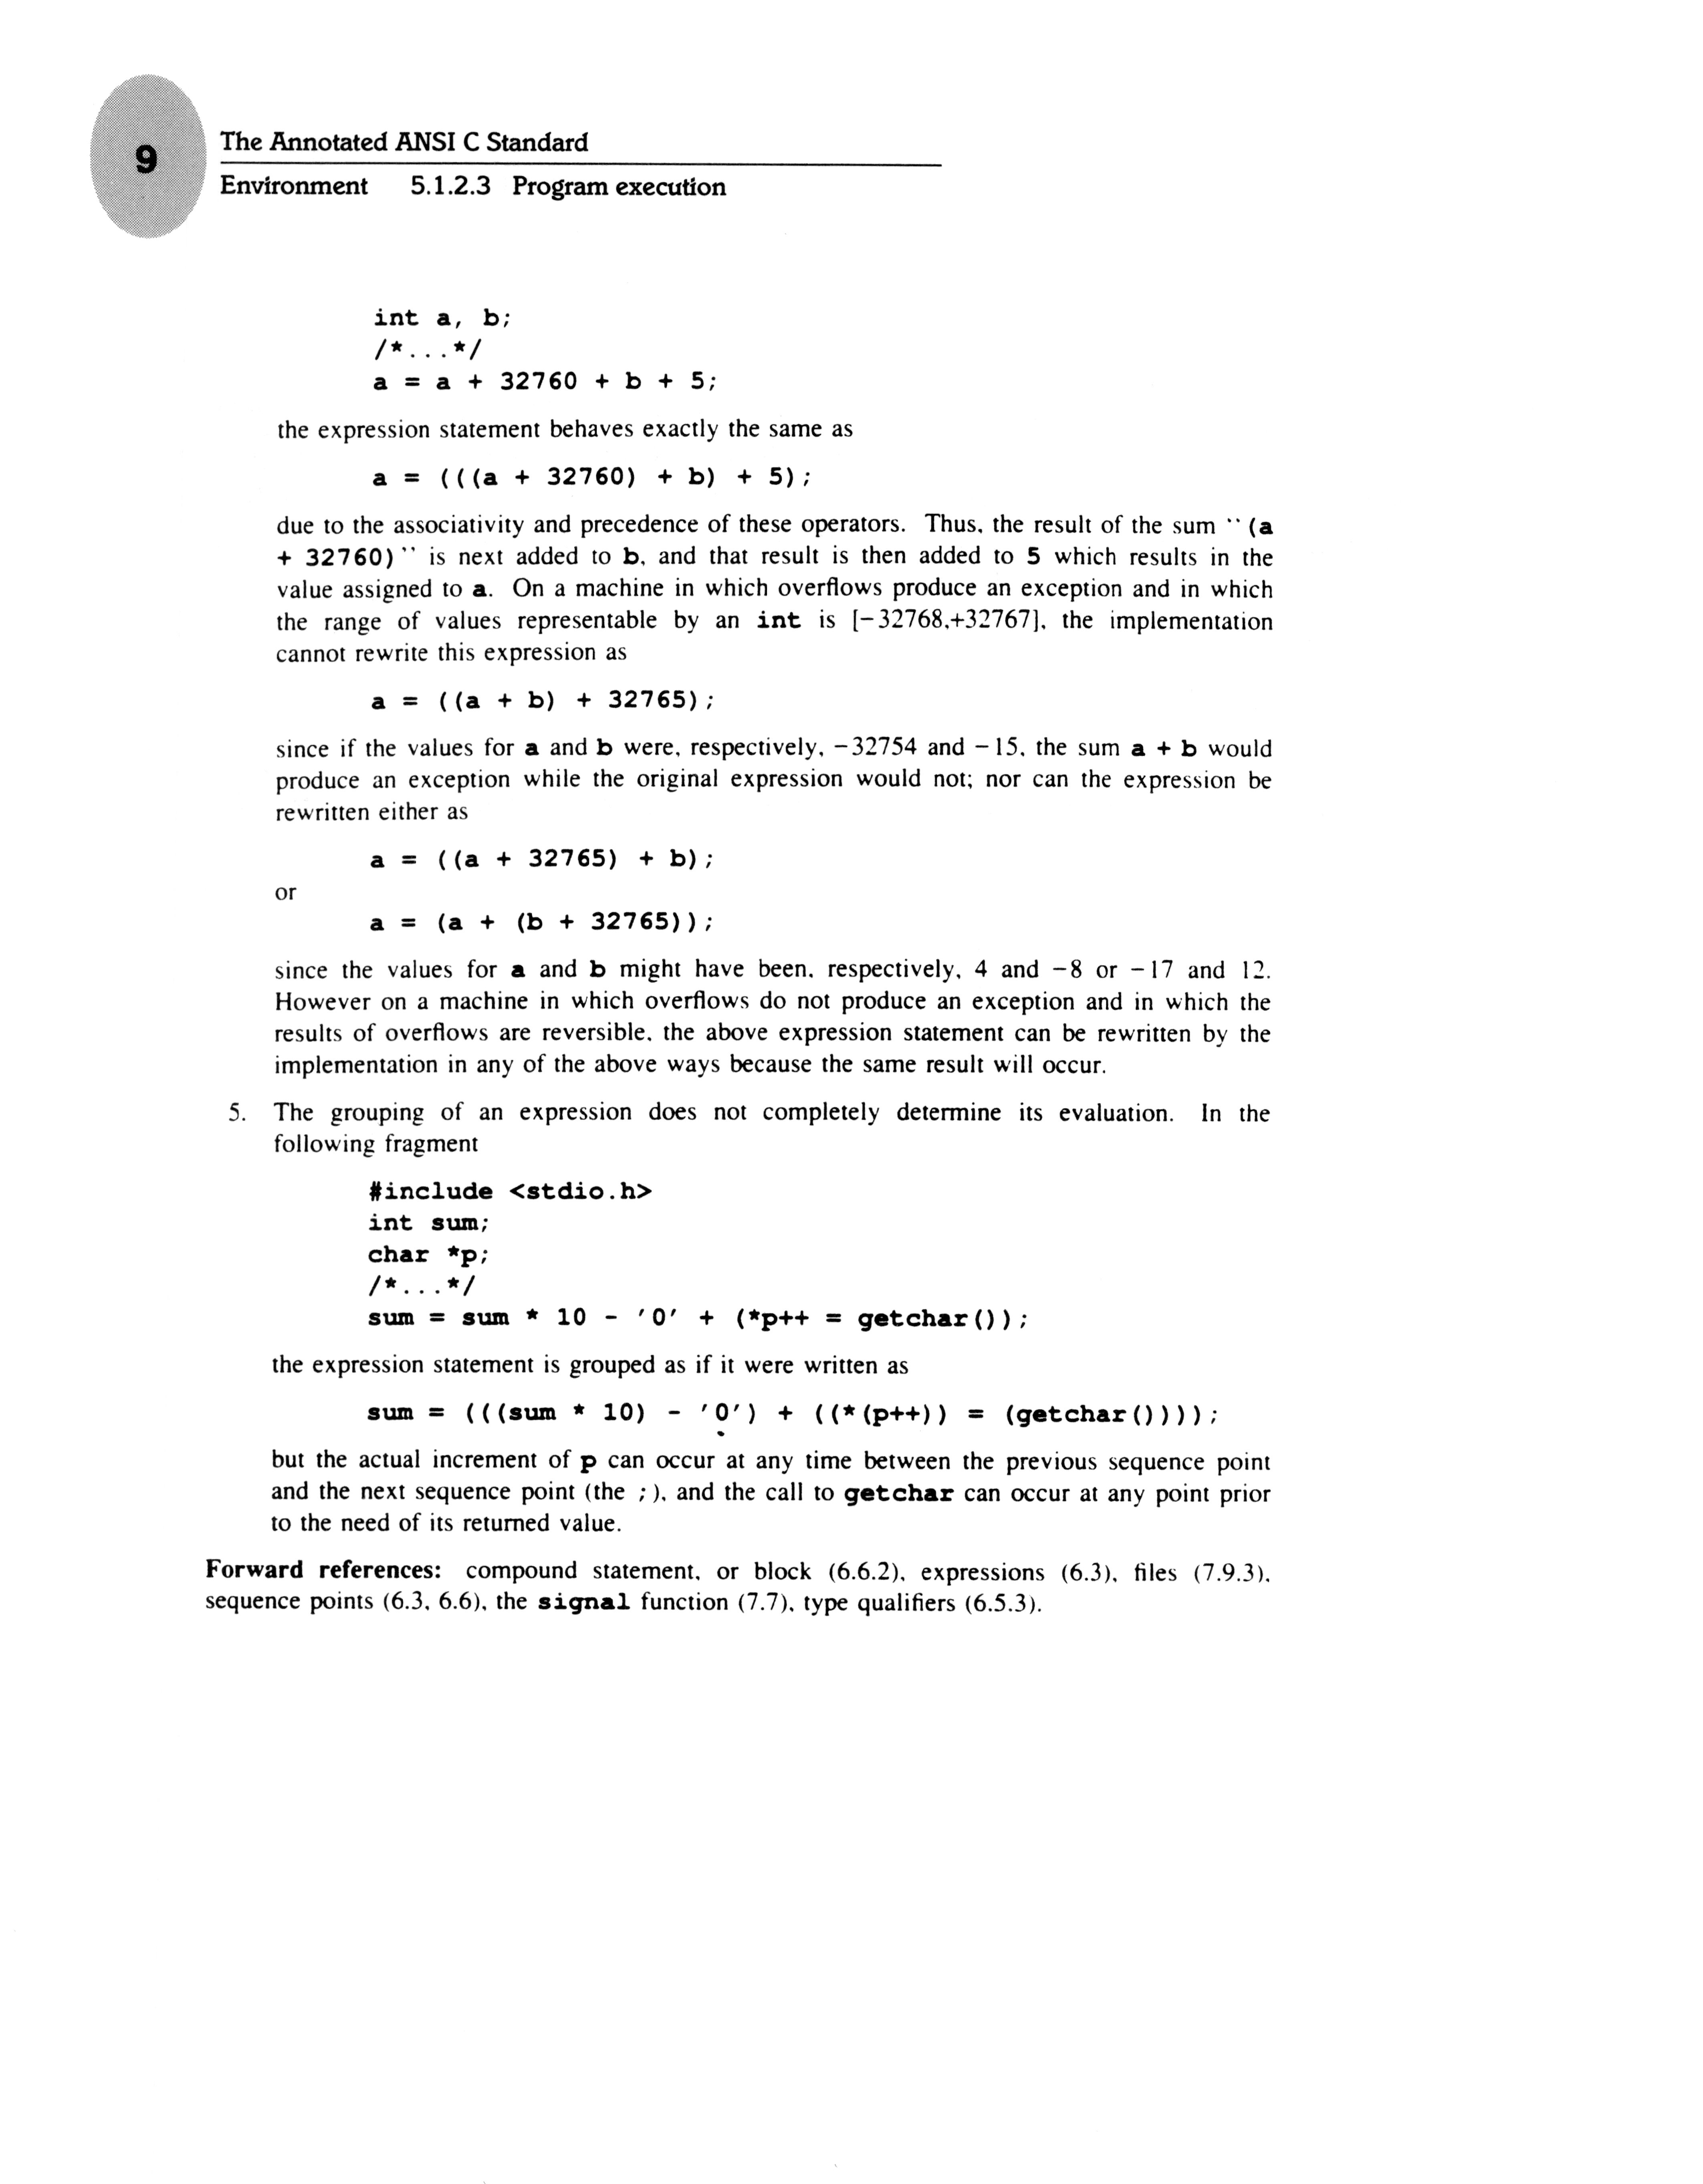 9
The Annotated ANSI C Standard
Environment 5.1.2.3 Program execution
int a, b;
/*...*/
a = a + 32760 + b + 5;
the expression statement behaves exactly the same as
a = (((a + 32760) + b) + 5);
due to the associativity and precedence of these operators. Thus, the result of the sum ``(a
+ 32760)'' is next added to b, and that result is then added to 5 which results in the
value assigned to a. On a machine in which overflows produce an exception and in which
the range of values representable by an int is [−32768,+32767], the implementation
cannot rewrite this expression as
a = ((a + b) + 32765);
since if the values for a and b were, respectively, −32754 and −15, the sum a + b would
produce an exception while the original expression would not; nor can the expression be
rewritten either as
a = ((a + 32765) + b);
or
a = (a + (b + 32765));
since the values for a and b might have been, respectively, 4 and −8 or −17 and 12.
However on a machine in which overflows do not produce an exception and in which the
results of overflows are reversible, the above expression statement can be rewritten by the
implementation in any of the above ways because the same result will occur.
5. The grouping of an expression does not completely determine its evaluation. In the
following fragment
#include <stdio.h>
int sum;
char *p;
/*...*/
sum = sum * 10 - '0' + (*p++ = getchar());
the expression statement is grouped as if it were written as
sum = (((sum * 10) - '0') + ((*(p++)) = (getchar())));
but the actual increment of p can occur at any time between the previous sequence point
and the next sequence point (the ;), and the call to getchar can occur at any point prior
to the need of its returned value.
Forward references: compound statement, or block (6.6.2), expressions (6.3), files (7.9.3),
sequence points (6.3, 6.6), the signal function (7.7), type qualifiers (6.5.3).